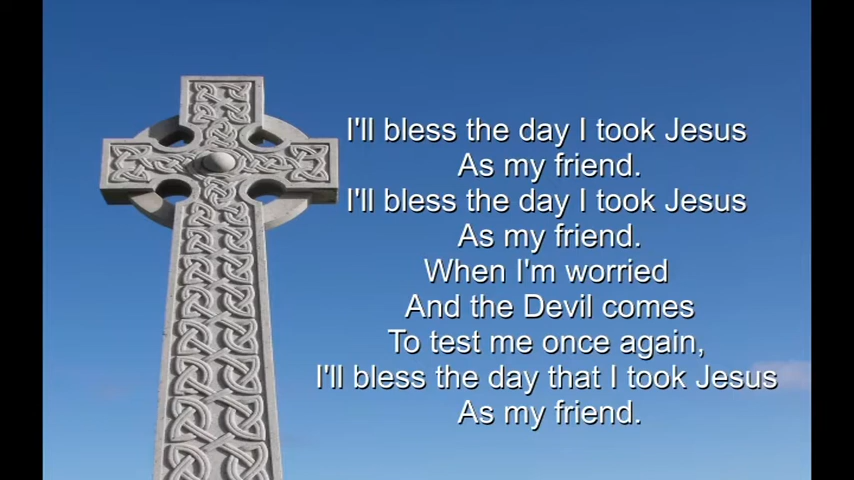 I'll bless the day I took Jesus
As my friend.
I'll bless the day I took Jesus
As my friend.
When I'm worried
And the Devil comes
To test me once again,
I'll bless the day that I took Jesus
As my friend.